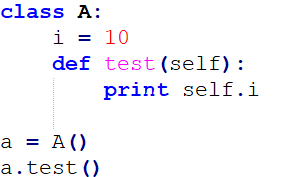 class A:
    i = 10
    def test(self):
        print self.i

a = A()
a.test()